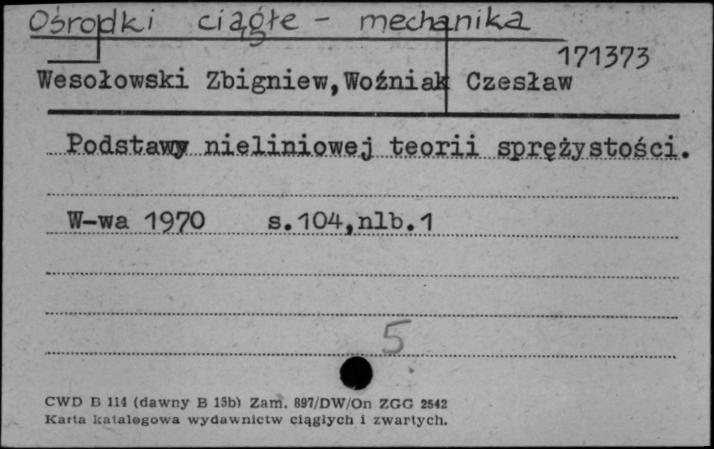 Ośrodki ciągłe - mechanika
171373
Wesołowski Zbigniew,Woźniak Czesław
Podstawy nieliniowej teorii sprężystości.
W-wa 1970 s.104,nlb.1
5
CWD B 114 (dawny B 15b) Zam. 897/DW/On ZGG 2542
Karta katalogowa wydawnictw ciągłych i zwartych.